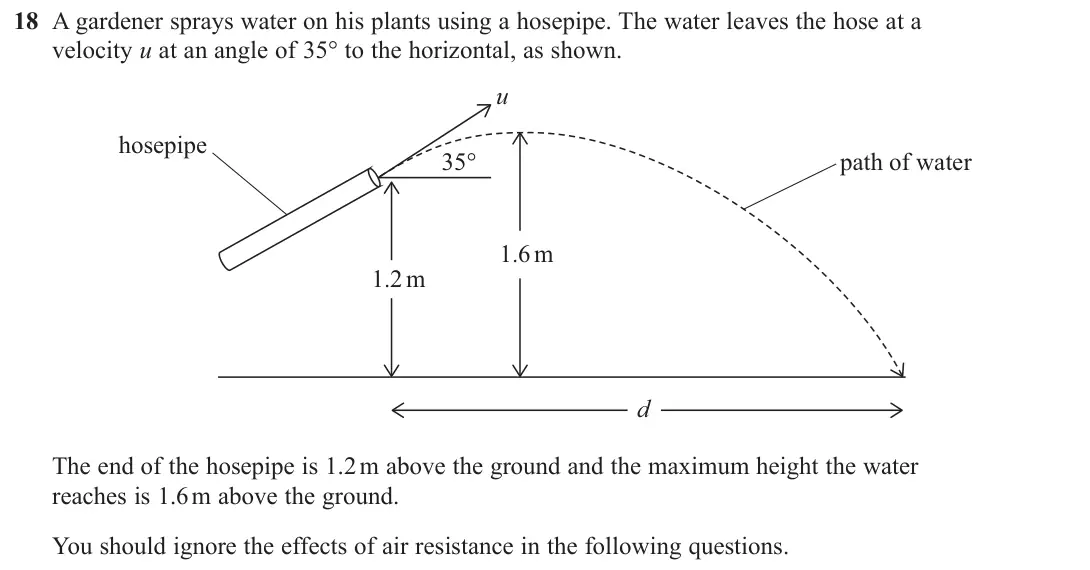 18 A gardener sprays water on his plants using a hosepipe. The water leaves the hose at a
velocity u at an angle of 35° to the horizontal, as shown.
u
hosepipe
35°
path of water
1.6 m
1.2 m
d
The end of the hosepipe is 1.2 m above the ground and the maximum height the water
reaches is 1.6 m above the ground.
You should ignore the effects of air resistance in the following questions.